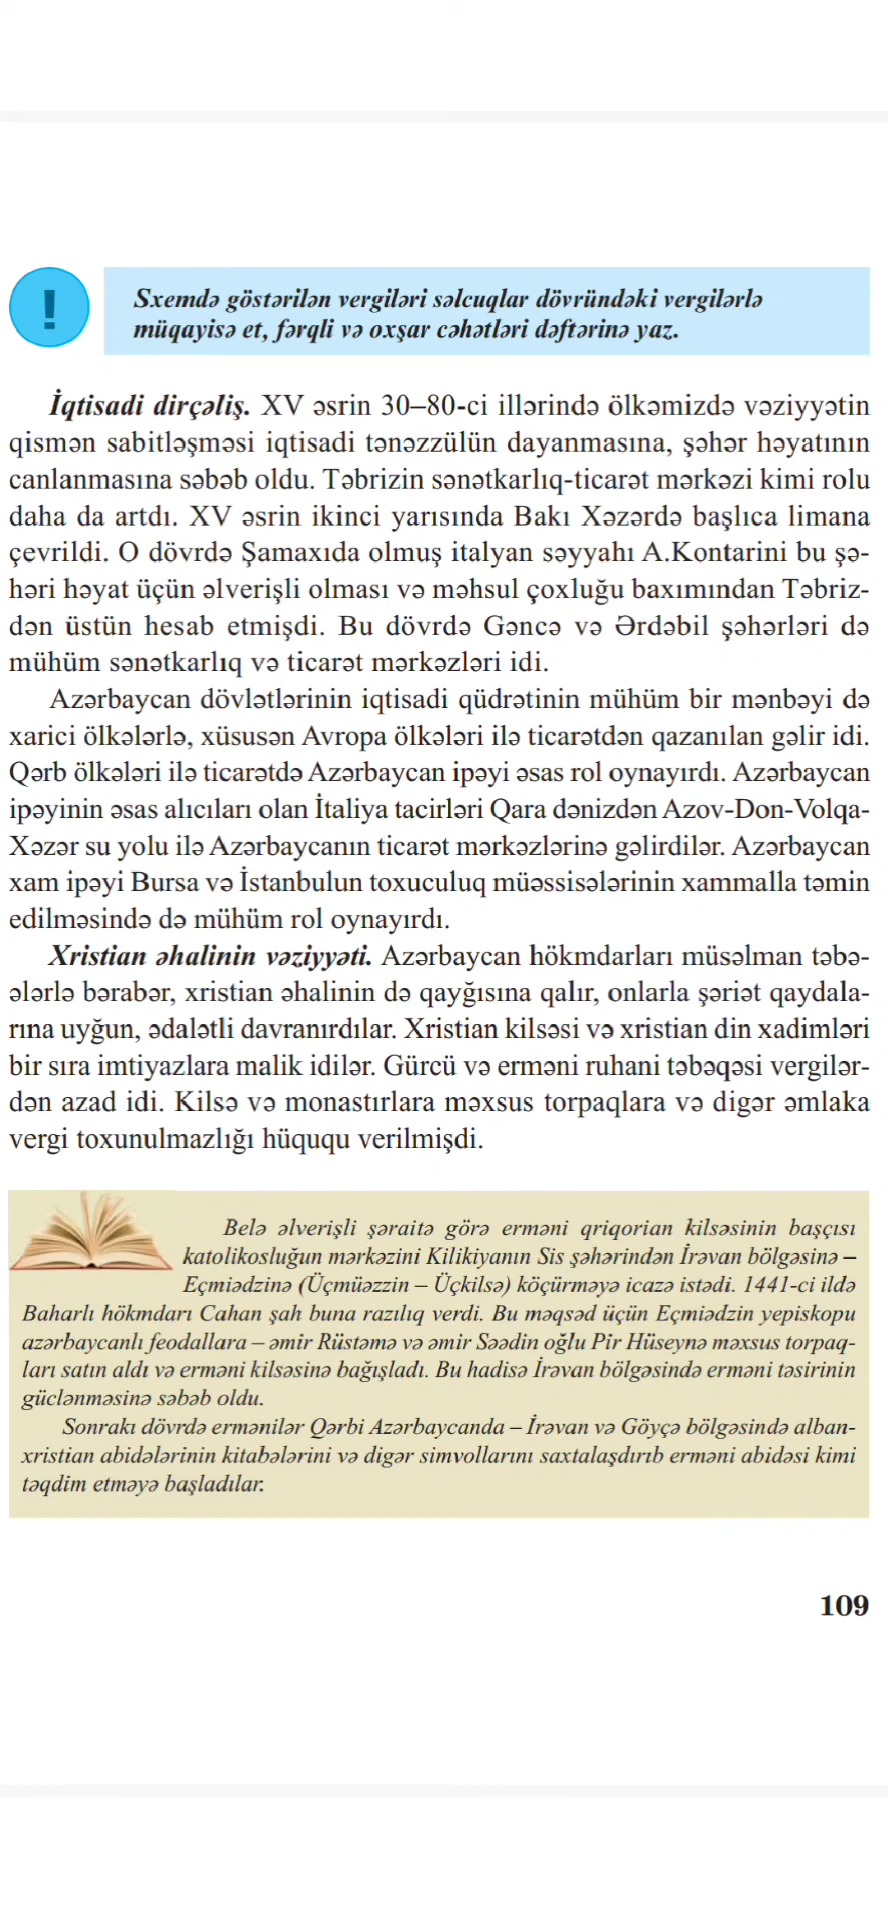 !
Sxemdə göstərilən vergiləri səlcuqlar dövründəki vergilərlə
müqayisə et, fərqli və oxşar cəhətləri dəftərinə yaz.
İqtisadi dirçəliş. XV əsrin 30–80-ci illərində ölkəmizdə vəziyyətin
qismən sabitləşməsi iqtisadi tənəzzülün dayanmasına, şəhər həyatının
canlanmasına səbəb oldu. Təbrizin sənətkarlıq-ticarət mərkəzi kimi rolu
daha da artdı. XV əsrin ikinci yarısında Bakı Xəzərdə başlıca limana
çevrildi. O dövrdə Şamaxıda olmuş italyan səyyahı A.Kontarini bu şə-
həri həyat üçün əlverişli olması və məhsul çoxluğu baxımından Təbriz-
dən üstün hesab etmişdi. Bu dövrdə Gəncə və Ərdəbil şəhərləri də
mühüm sənətkarlıq və ticarət mərkəzləri idi.
Azərbaycan dövlətlərinin iqtisadi qüdrətinin mühüm bir mənbəyi də
xarici ölkələrlə, xüsusən Avropa ölkələri ilə ticarətdən qazanılan gəlir idi.
Qərb ölkələri ilə ticarətdə Azərbaycan ipəyi əsas rol oynayırdı. Azərbaycan
ipəyinin əsas alıcıları olan İtaliya tacirləri Qara dənizdən Azov-Don-Volqa-
Xəzər su yolu ilə Azərbaycanın ticarət mərkəzlərinə gəlirdilər. Azərbaycan
xam ipəyi Bursa və İstanbulun toxuculuq müəssisələrinin xammalla təmin
edilməsində də mühüm rol oynayırdı.
Xristian əhalinin vəziyyəti. Azərbaycan hökmdarları müsəlman təbə-
ələrlə bərabər, xristian əhalinin də qayğısına qalır, onlarla şəriət qaydala-
rına uyğun, ədalətli davranırdılar. Xristian kilsəsi və xristian din xadimləri
bir sıra imtiyazlara malik idilər. Gürcü və erməni ruhani təbəqəsi vergilər-
dən azad idi. Kilsə və monastırlara məxsus torpaqlara və digər əmlaka
vergi toxunulmazlığı hüququ verilmişdi.
Belə əlverişli şəraitə görə erməni qriqorian kilsəsinin başçısı
katolikosluğun mərkəzini Kilikiyanın Sis şəhərindən İrəvan bölgəsinə –
Eçmiədzinə (Üçmüəzzin – Üçkilsə) köçürməyə icazə istədi. 1441-ci ildə
Baharlı hökmdarı Cahan şah buna razılıq verdi. Bu məqsəd üçün Eçmiədzin yepiskopu
azərbaycanlı feodallara – əmir Rüstəmə və əmir Səədin oğlu Pir Hüseynə məxsus torpaq-
ları satın aldı və erməni kilsəsinə bağışladı. Bu hadisə İrəvan bölgəsində erməni təsirinin
güclənməsinə səbəb oldu.
Sonrakı dövrdə ermənilər Qərbi Azərbaycanda – İrəvan və Göyçə bölgəsində alban-
xristian abidələrinin kitabələrini və digər simvollarını saxtalaşdırıb erməni abidəsi kimi
təqdim etməyə başladılar.
109